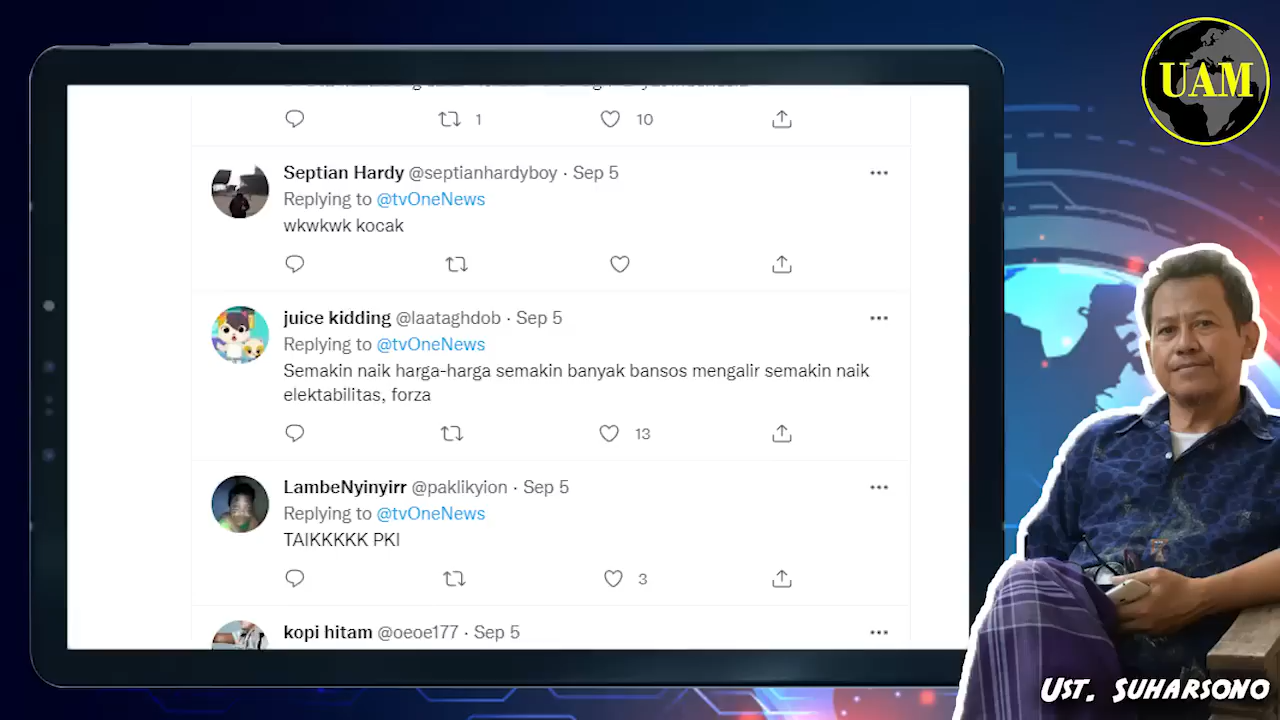 UAM
1
10
Septian Hardy @septianhardyboy · Sep 5
Replying to @tvOneNews
wkwkwk kocak
juice kidding @laataghdob · Sep 5
Replying to @tvOneNews
Semakin naik harga-harga semakin banyak bansos mengalir semakin naik
elektabilitas, forza
13
LambeNyinyirr @paklikyion · Sep 5
Replying to @tvOneNews
TAIKKKKK PKI
3
kopi hitam @oeoe177 · Sep 5
UST. SUHARSONO